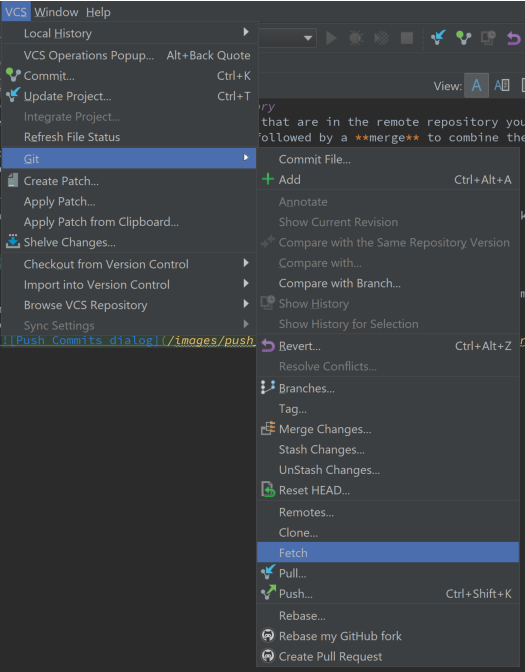 VCS Window Help
Local History
VCS Operations Popup... Alt+Back Quote
Commit... Ctrl+K
Update Project... Ctrl+T
Integrate Project...
Refresh File Status
Git
Create Patch...
Apply Patch...
Apply Patch from Clipboard...
Shelve Changes...
Checkout from Version Control
Import into Version Control
Browse VCS Repository
Sync Settings
View: A A
ory
that are in the remote repository you
followed by a **merge** to combine the
![Push Commits dialog](/images/push_
Commit File...
Add Ctrl+Alt+A
Annotate
Show Current Revision
Compare with the Same Repository Version
Compare with...
Compare with Branch...
Show History
Show History for Selection
Revert... Ctrl+Alt+Z
Resolve Conflicts...
Branches...
Tag...
Merge Changes...
Stash Changes...
UnStash Changes...
Reset HEAD...
Remotes...
Clone...
Fetch
Pull...
Push... Ctrl+Shift+K
Rebase...
Rebase my GitHub fork
Create Pull Request